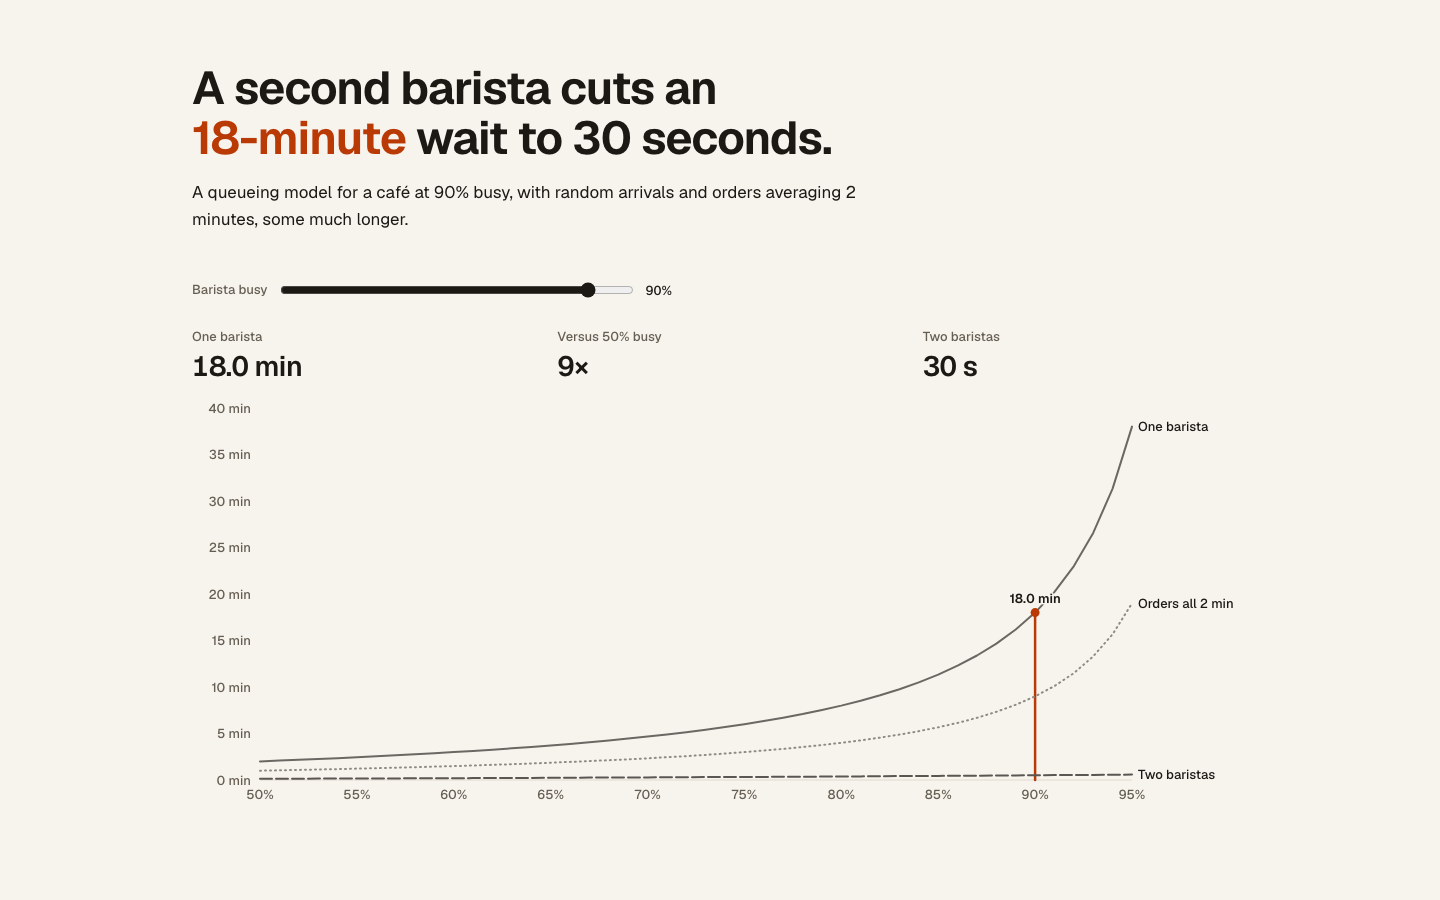 A second barista cuts an
18-minute wait to 30 seconds.
A queueing model for a café at 90% busy, with random arrivals and orders averaging 2
minutes, some much longer.
Barista busy 90%
One barista Versus 50% busy Two baristas
18.0 min 9× 30 s
40 min
One barista
35 min
30 min
25 min
20 min
18.0 min
Orders all 2 min
15 min
10 min
5 min
Two baristas
0 min
50% 55% 60% 65% 70% 75% 80% 85% 90% 95%